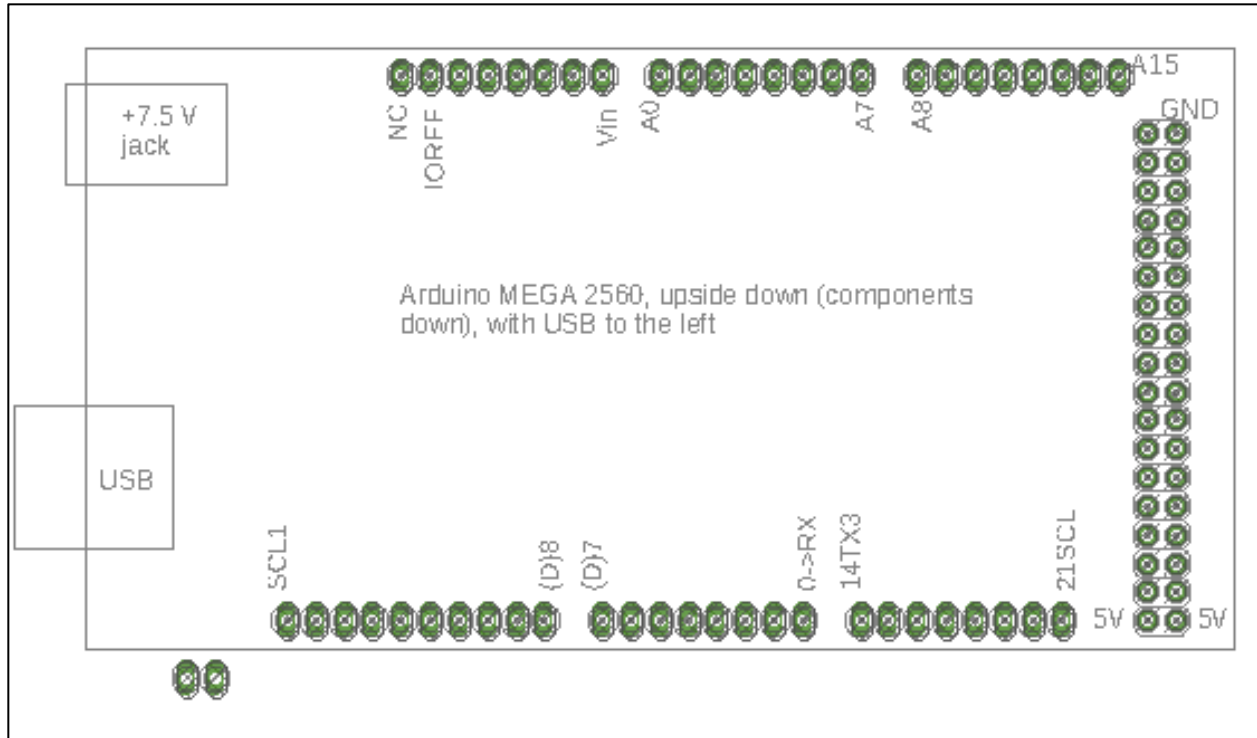 A15
+7.5 V
jack
GND
NC
IORFF
Vin
A0
A7
A8
Arduino MEGA 2560, upside down (components
down), with USB to the left
USB
SCL1
(D)8
(D)7
0->RX
14TX3
21SCL
5V
5V